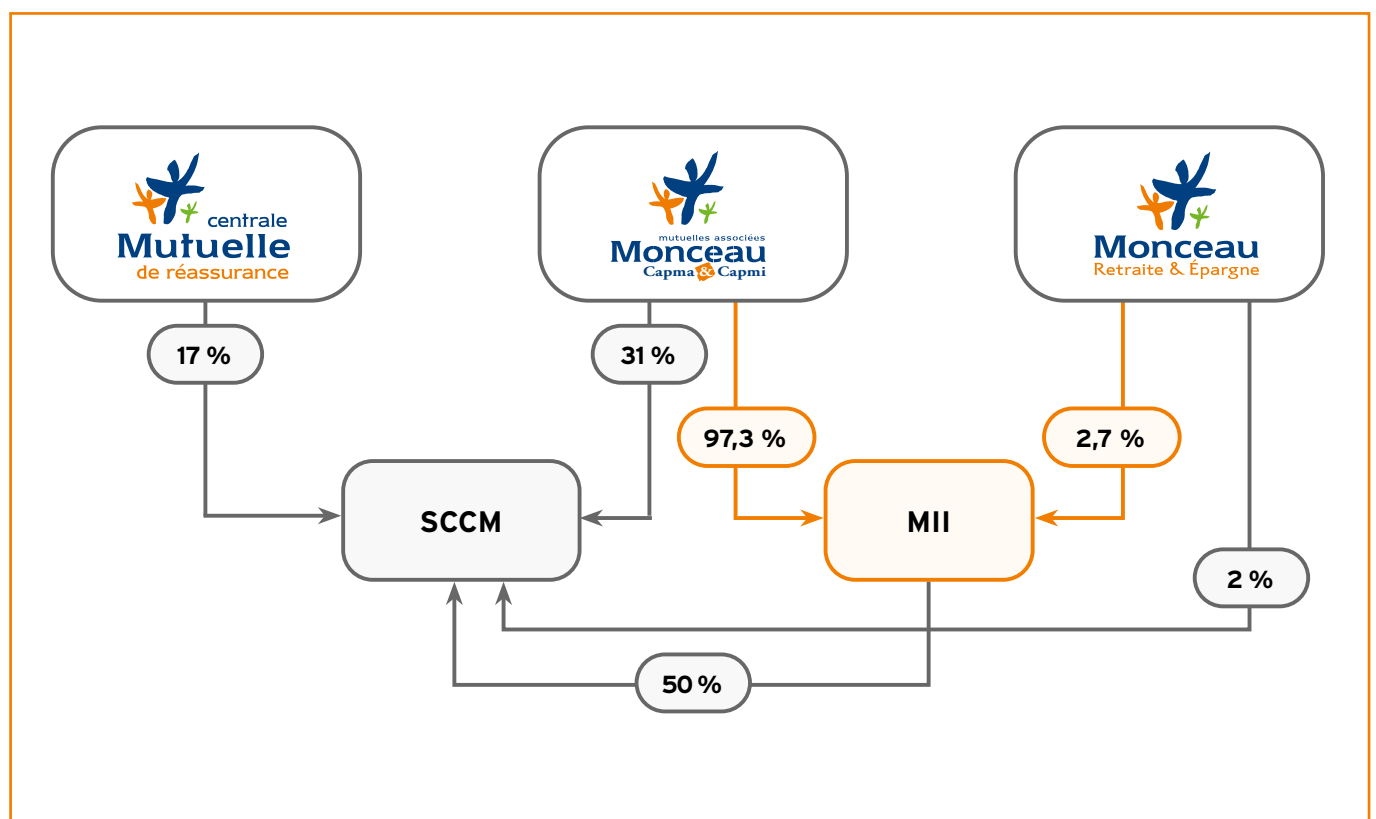 centrale
Mutuelle
de réassurance
mutuelles associées
Monceau
Capma & Capmi
Monceau
Retraite & Épargne
17 %
31 %
97,3 %
2,7 %
SCCM
MII
2 %
50 %